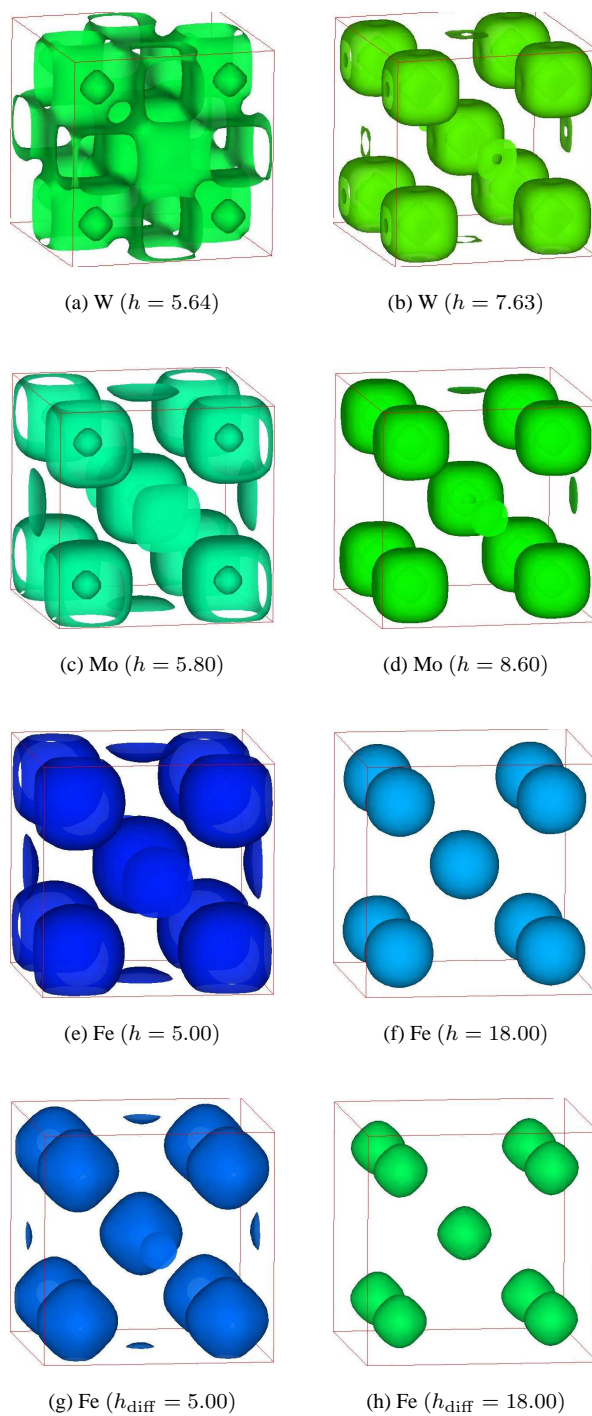 (a) W (h = 5.64)
(b) W (h = 7.63)
(c) Mo (h = 5.80)
(d) Mo (h = 8.60)
(e) Fe (h = 5.00)
(f) Fe (h = 18.00)
(g) Fe (h_diff = 5.00)
(h) Fe (h_diff = 18.00)